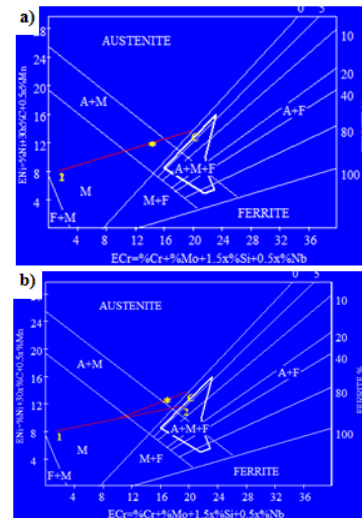 a)
0 5
28
AUSTENITE
10
24
20
20
A+M
A+F
40
16
80
12
C
ENi=%Ni+30x%C+0.5x%Mn
8
A+M+F
M
4
M+F
100
F+M
FERRITE
0
4 8 12 16 20 24 28 32 36
ECr=%Cr+%Mo+1.5x%Si+0.5x%Nb
b)
0 5
28
AUSTENITE
10
24
20
20
A+M
A+F
40
16
C
80
12
2
ENi=%Ni+30x%C+0.5x%Mn
FERRITE %
8
1
A+M+F
100
M
4
M+F
F+M
FERRITE
0
4 8 12 16 20 24 28 32 36
ECr=%Cr+%Mo+1.5x%Si+0.5x%Nb